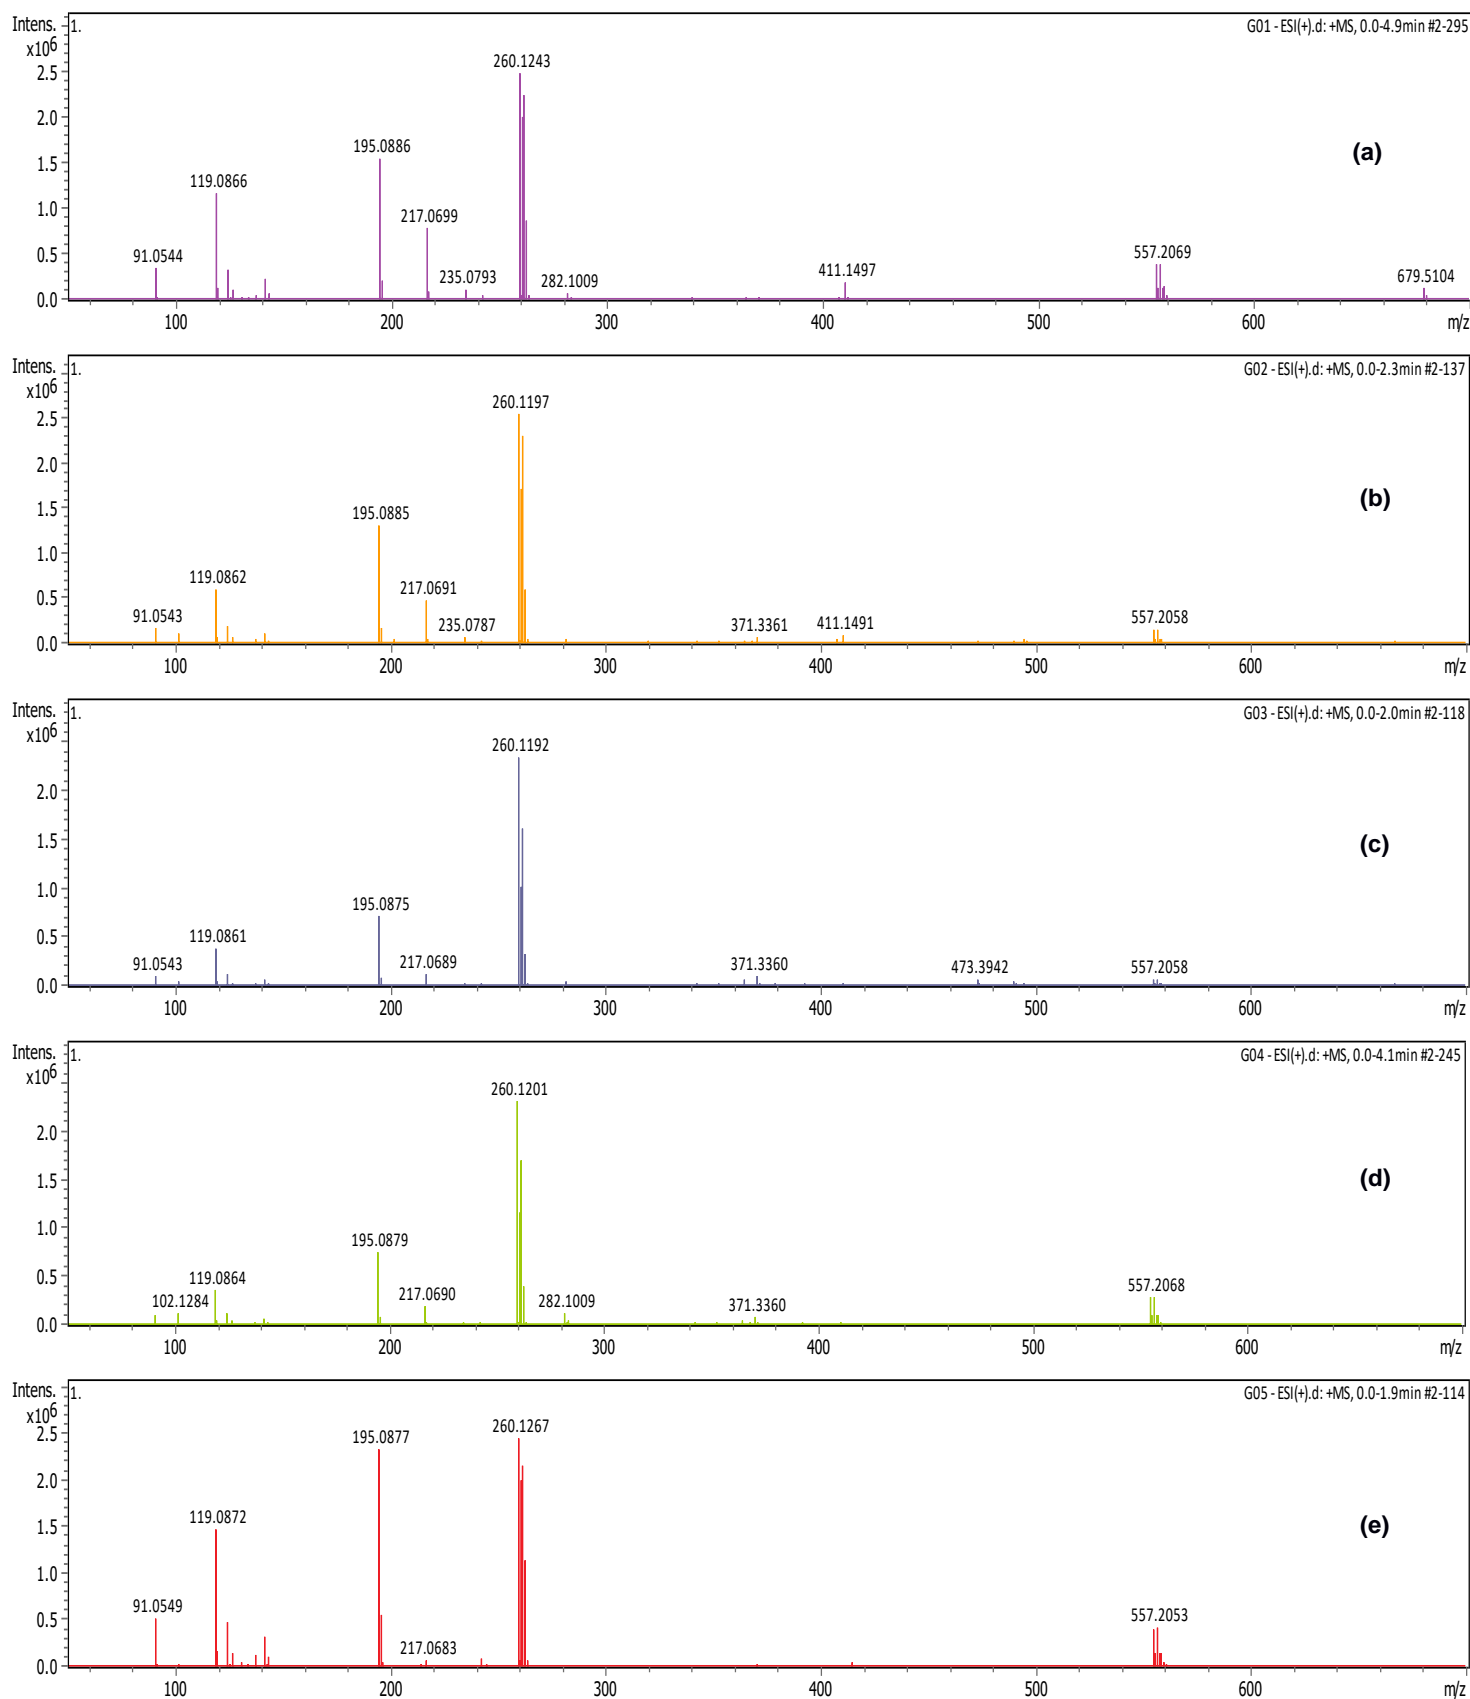 Intens. 1. G01 - ESI(+).d: +MS, 0.0-4.9min #2-295
x10⁶
260.1243
2.5
2.0
195.0886
(a)
1.5
119.0866
217.0699
1.0
91.0544 235.0793 282.1009 411.1497 557.2069 679.5104
0.5
0.0
100 200 300 400 500 600 m/z
Intens. 1. G02 - ESI(+).d: +MS, 0.0-2.3min #2-137
x10⁶
260.1197
2.5
2.0
195.0885
(b)
1.5
1.0
119.0862
217.0691
91.0543 235.0787 371.3361 411.1491 557.2058
0.5
0.0
100 200 300 400 500 600 m/z
Intens. 1. G03 - ESI(+).d: +MS, 0.0-2.0min #2-118
x10⁶
260.1192
2.0
1.5
(c)
195.0875
1.0
119.0861
91.0543 217.0689 371.3360 473.3942 557.2058
0.5
0.0
100 200 300 400 500 600 m/z
Intens. 1. G04 - ESI(+).d: +MS, 0.0-4.1min #2-245
x10⁶
260.1201
2.0
(d)
1.5
195.0879
1.0
119.0864
102.1284 217.0690 282.1009 371.3360 557.2068
0.5
0.0
100 200 300 400 500 600 m/z
Intens. 1. G05 - ESI(+).d: +MS, 0.0-1.9min #2-114
x10⁶
195.0877 260.1267
2.5
2.0
119.0872
(e)
1.5
1.0
91.0549 557.2053
0.5
217.0683
0.0
100 200 300 400 500 600 m/z